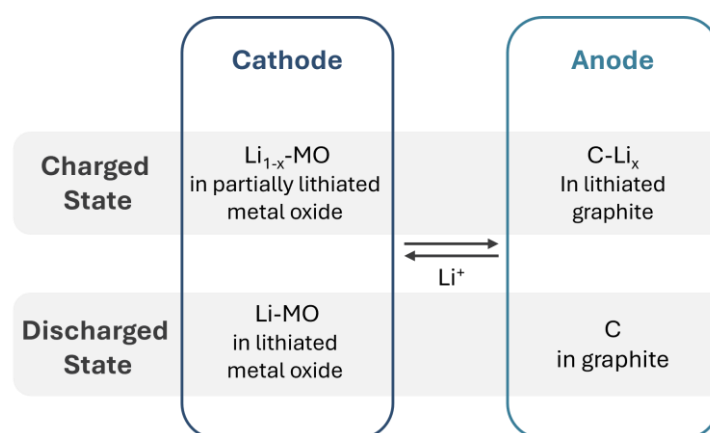 Cathode
Anode
Charged
State
Li₁₋ₓ-MO
in partially lithiated
metal oxide
C-Liₓ
In lithiated
graphite
Li⁺
Discharged
State
Li-MO
in lithiated
metal oxide
C
in graphite